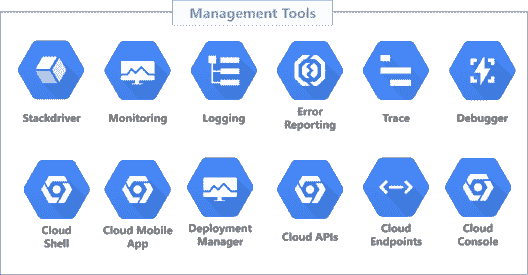 Management Tools
Stackdriver
Monitoring
Logging
Error
Reporting
Trace
Debugger
Cloud
Shell
Cloud Mobile
App
Deployment
Manager
Cloud APIs
Cloud
Endpoints
Cloud
Console